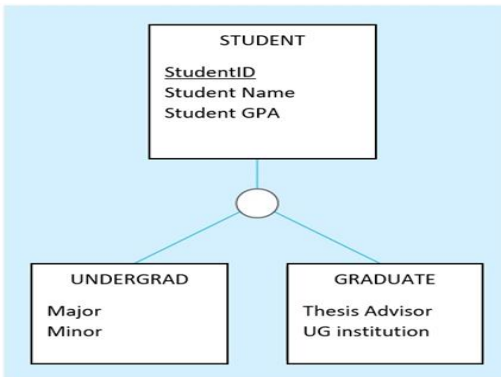 STUDENT
StudentID
Student Name
Student GPA
UNDERGRAD
Major
Minor
GRADUATE
Thesis Advisor
UG institution